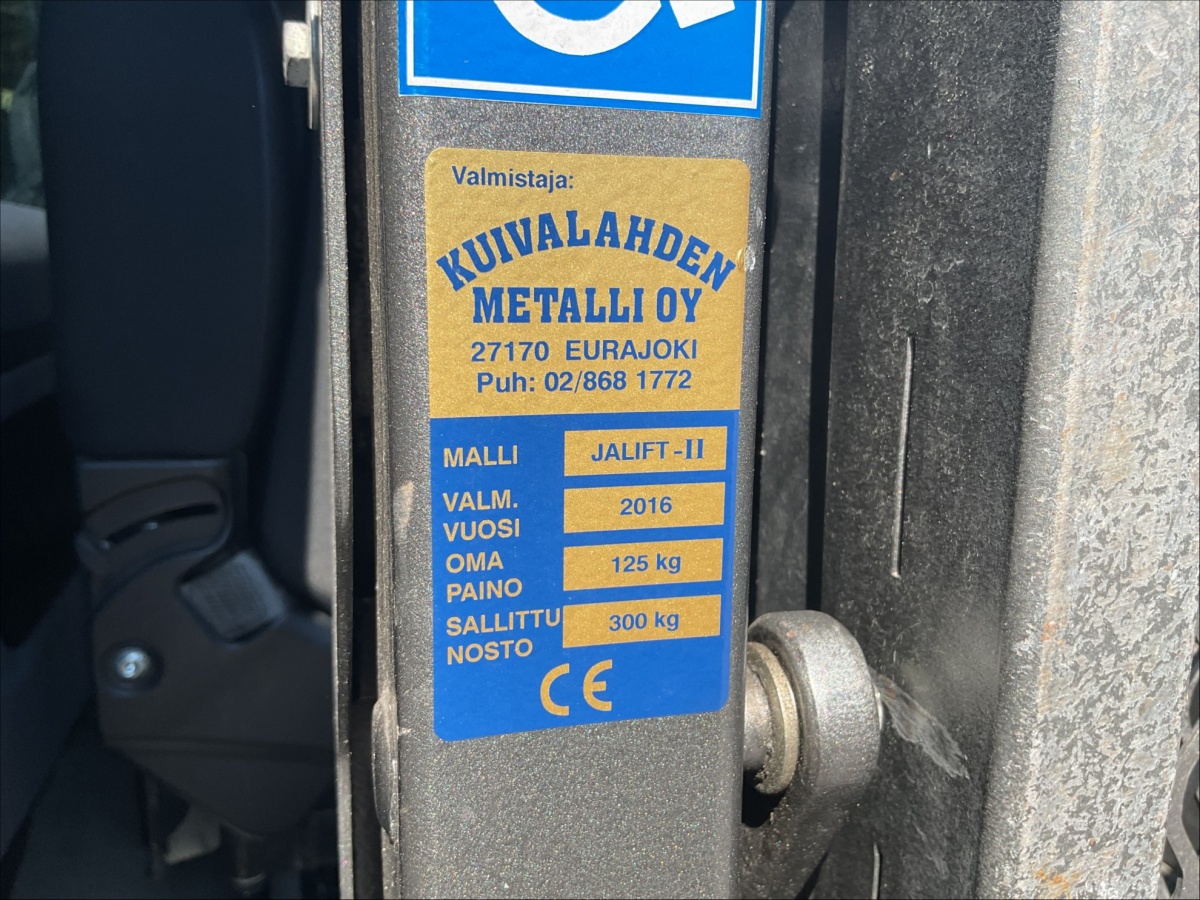 Valmistaja:
KUIVALAHDEN
METALLI OY
27170 EURAJOKI
Puh: 02/868 1772
MALLI JALIFT-II
VALM.
VUOSI 2016
OMA
PAINO 125 kg
SALLITTU
NOSTO 300 kg
CE